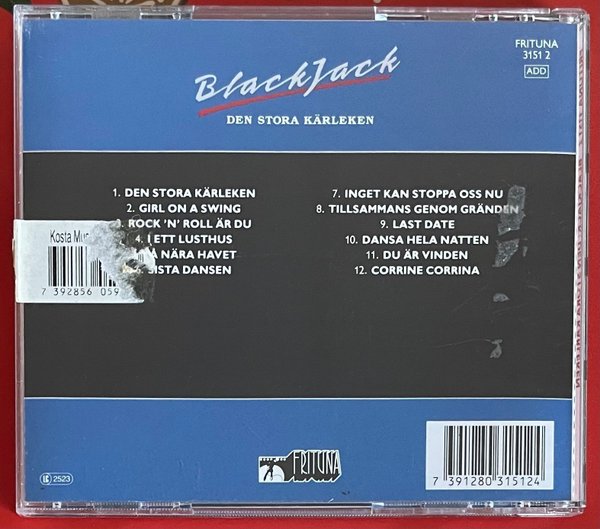 FRITUNA
3151 2
ADD
BlackJack
DEN STORA KÄRLEKEN
1. DEN STORA KÄRLEKEN
2. GIRL ON A SWING
ROCK 'N' ROLL ÄR DU
4. I ETT LUSTHUS
NÄRA HAVET
SISTA DANSEN
7. INGET KAN STOPPA OSS NU
8. TILLSAMMANS GENOM GRÄNDEN
9. LAST DATE
10. DANSA HELA NATTEN
11. DU ÄR VINDEN
12. CORRINE CORRINA
Kosta
7 392856 059
LC 2523
FRITUNA
7 391280 315124